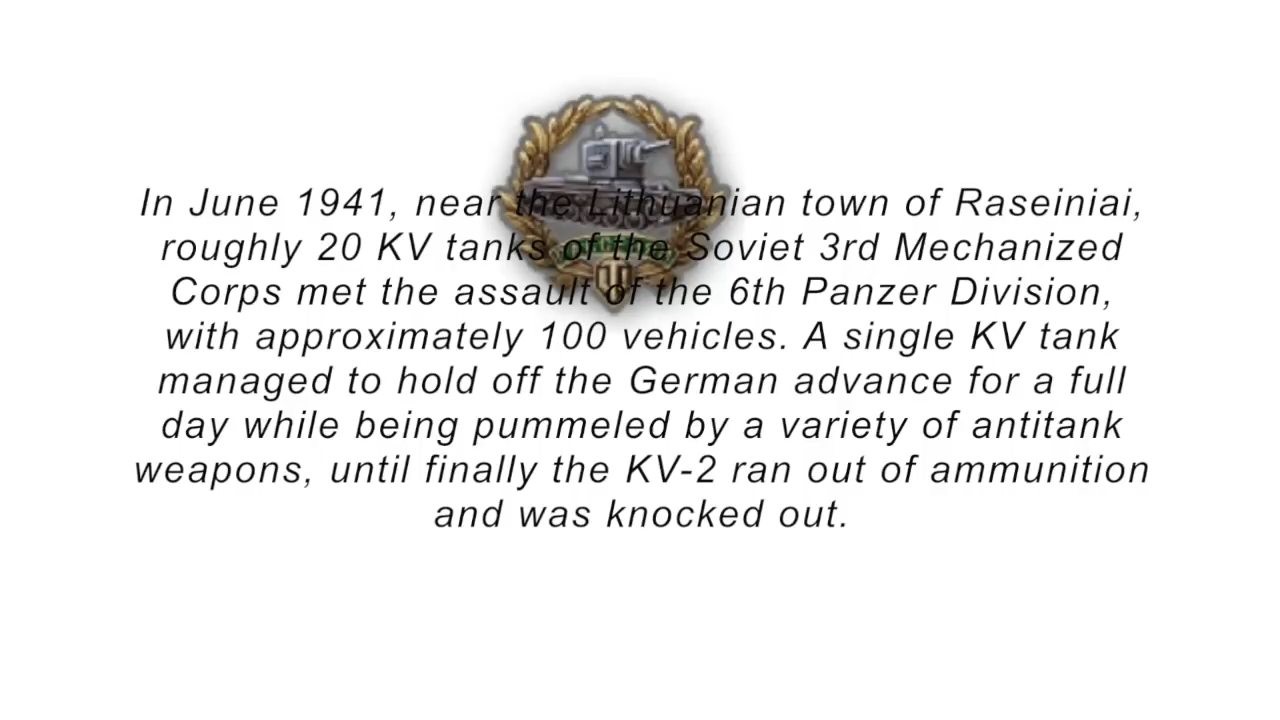 In June 1941, near the Lithuanian town of Raseiniai,
roughly 20 KV tanks of the Soviet 3rd Mechanized
Corps met the assault of the 6th Panzer Division,
with approximately 100 vehicles. A single KV tank
managed to hold off the German advance for a full
day while being pummeled by a variety of antitank
weapons, until finally the KV-2 ran out of ammunition
and was knocked out.